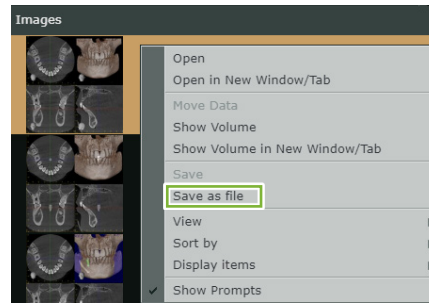 Images
Open
Open in New Window/Tab
Move Data
Show Volume
Show Volume in New Window/Tab
Save
Save as file
View
Sort by
Display items
Show Prompts